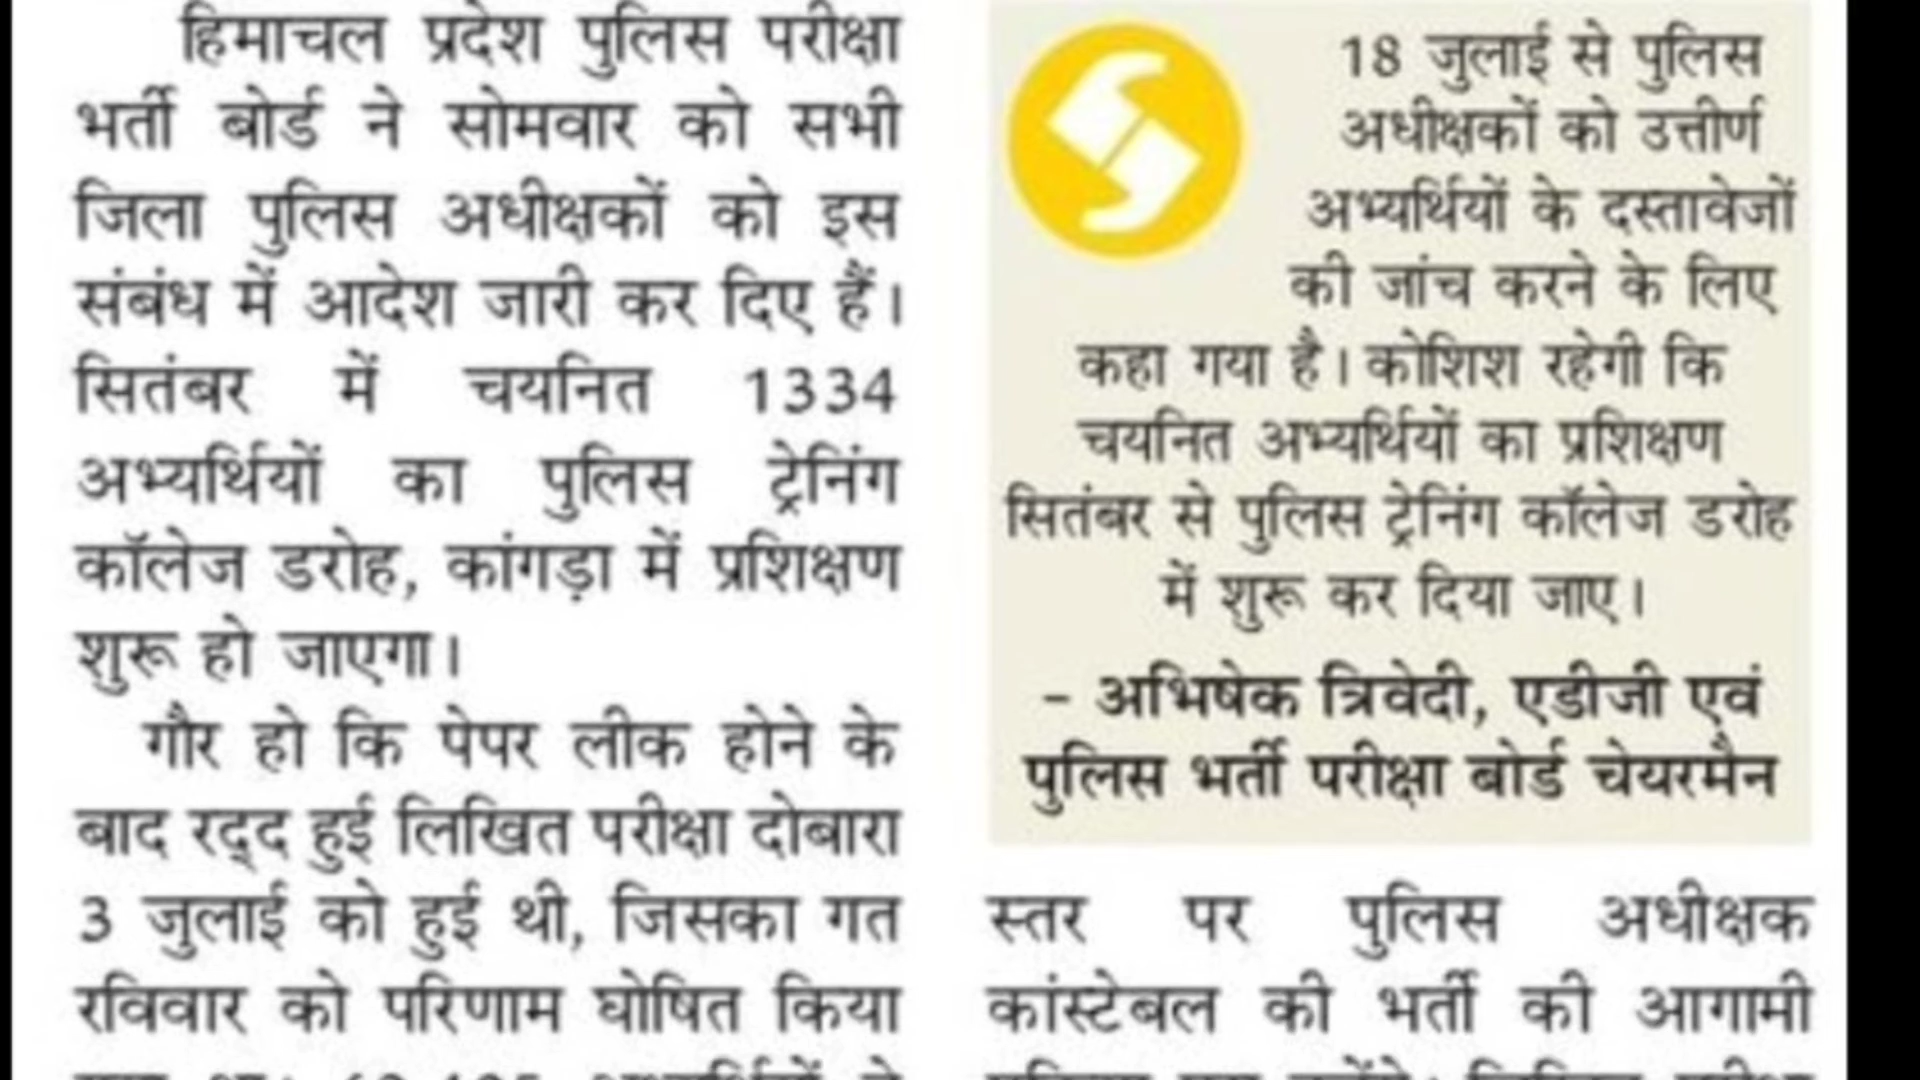 हिमाचल प्रदेश पुलिस परीक्षा
भर्ती बोर्ड ने सोमवार को सभी
जिला पुलिस अधीक्षकों को इस
संबंध में आदेश जारी कर दिए हैं।
सितंबर में चयनित 1334
अभ्यर्थियों का पुलिस ट्रेनिंग
कॉलेज डरोह, कांगड़ा में प्रशिक्षण
शुरू हो जाएगा।
गौर हो कि पेपर लीक होने के
बाद रद्द हुई लिखित परीक्षा दोबारा
3 जुलाई को हुई थी, जिसका गत
रविवार को परिणाम घोषित किया
18 जुलाई से पुलिस
अधीक्षकों को उत्तीर्ण
अभ्यर्थियों के दस्तावेजों
की जांच करने के लिए
कहा गया है। कोशिश रहेगी कि
चयनित अभ्यर्थियों का प्रशिक्षण
सितंबर से पुलिस ट्रेनिंग कॉलेज डरोह
में शुरू कर दिया जाए।
- अभिषेक त्रिवेदी, एडीजी एवं
पुलिस भर्ती परीक्षा बोर्ड चेयरमैन
स्तर पर पुलिस अधीक्षक
कांस्टेबल की भर्ती की आगामी